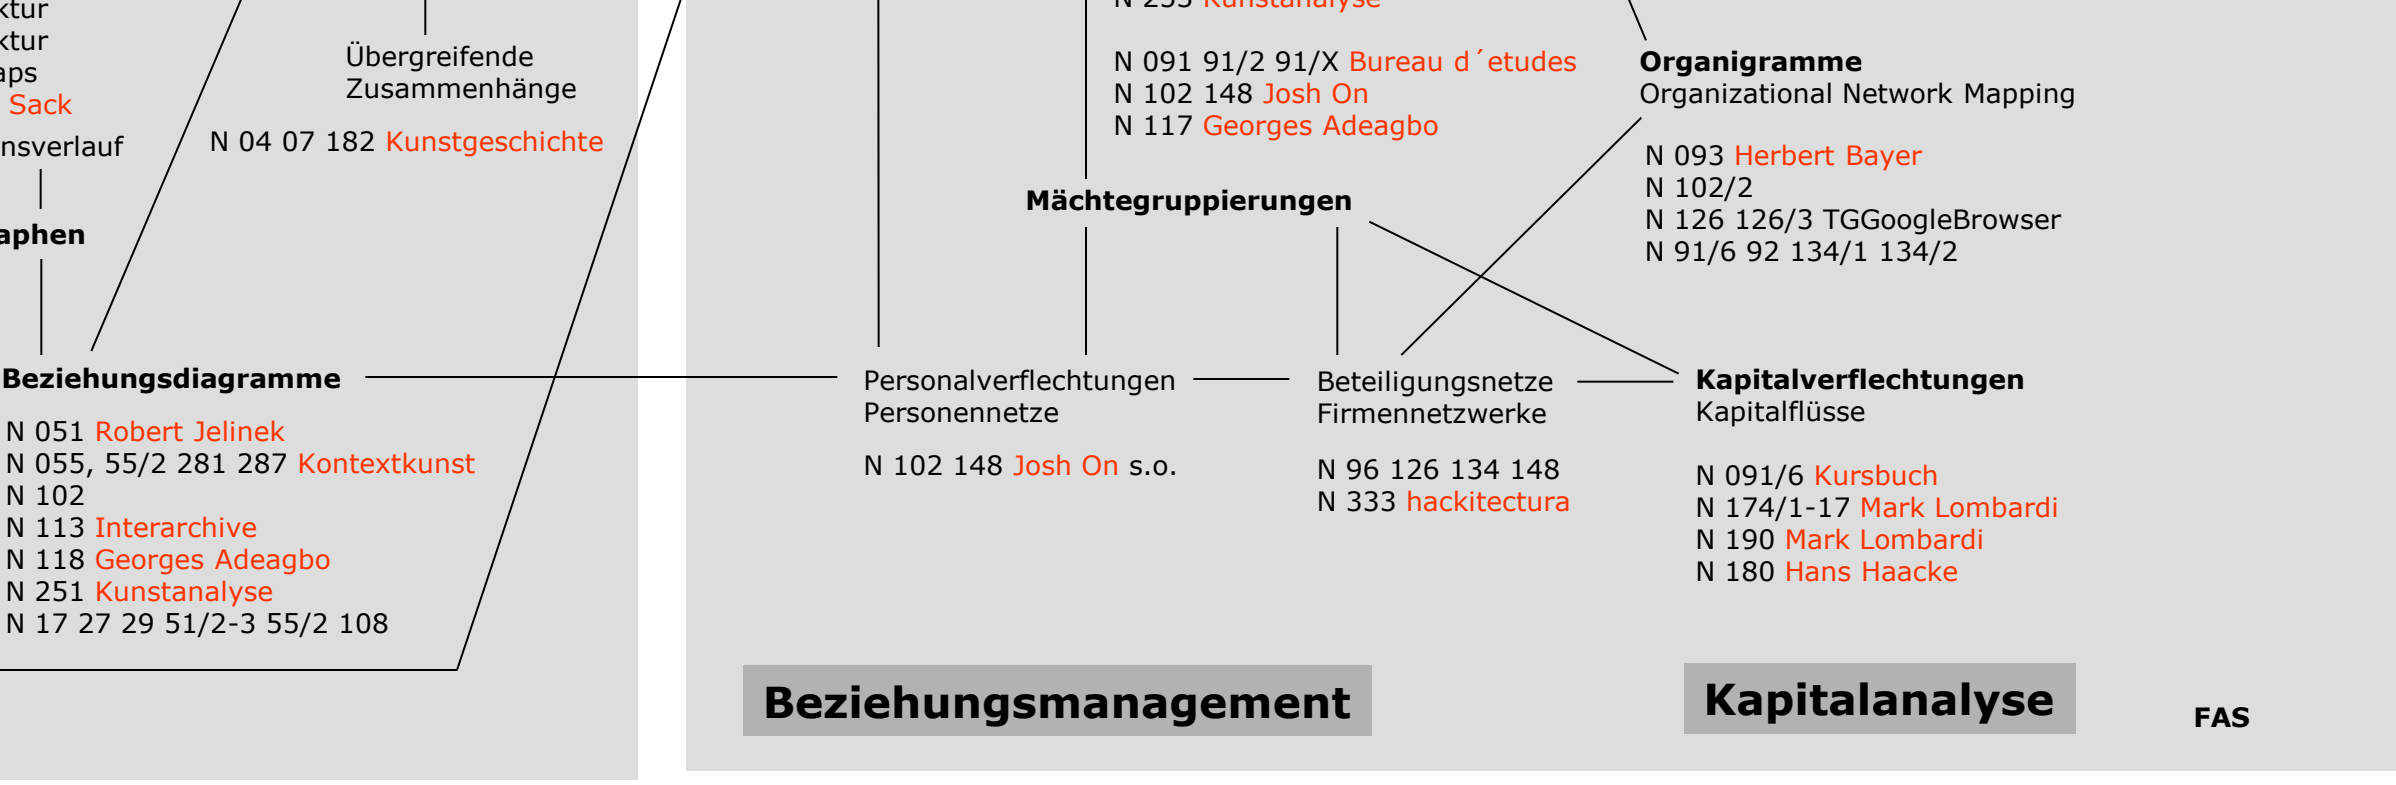 Sack
Übergreifende
Zusammenhänge
N 04 07 182 Kunstgeschichte
Beziehungsdiagramme
N 051 Robert Jelinek
N 055, 55/2 281 287 Kontextkunst
N 102
N 113 Interarchive
N 118 Georges Adeagbo
N 251 Kunstanalyse
N 17 27 29 51/2-3 55/2 108
Kunstanalyse
N 091 91/2 91/X Bureau d´etudes
N 102 148 Josh On
N 117 Georges Adeagbo
Mächtegruppierungen
Organigramme
Organizational Network Mapping
N 093 Herbert Bayer
N 102/2
N 126 126/3 TGGoogleBrowser
N 91/6 92 134/1 134/2
Personalverflechtungen
Personennetze
N 102 148 Josh On s.o.
Beteiligungsnetze
Firmennetzwerke
N 96 126 134 148
N 333 hackitectura
Kapitalverflechtungen
Kapitalflüsse
N 091/6 Kursbuch
N 174/1-17 Mark Lombardi
N 190 Mark Lombardi
N 180 Hans Haacke
Beziehungsmanagement
Kapitalanalyse
FAS